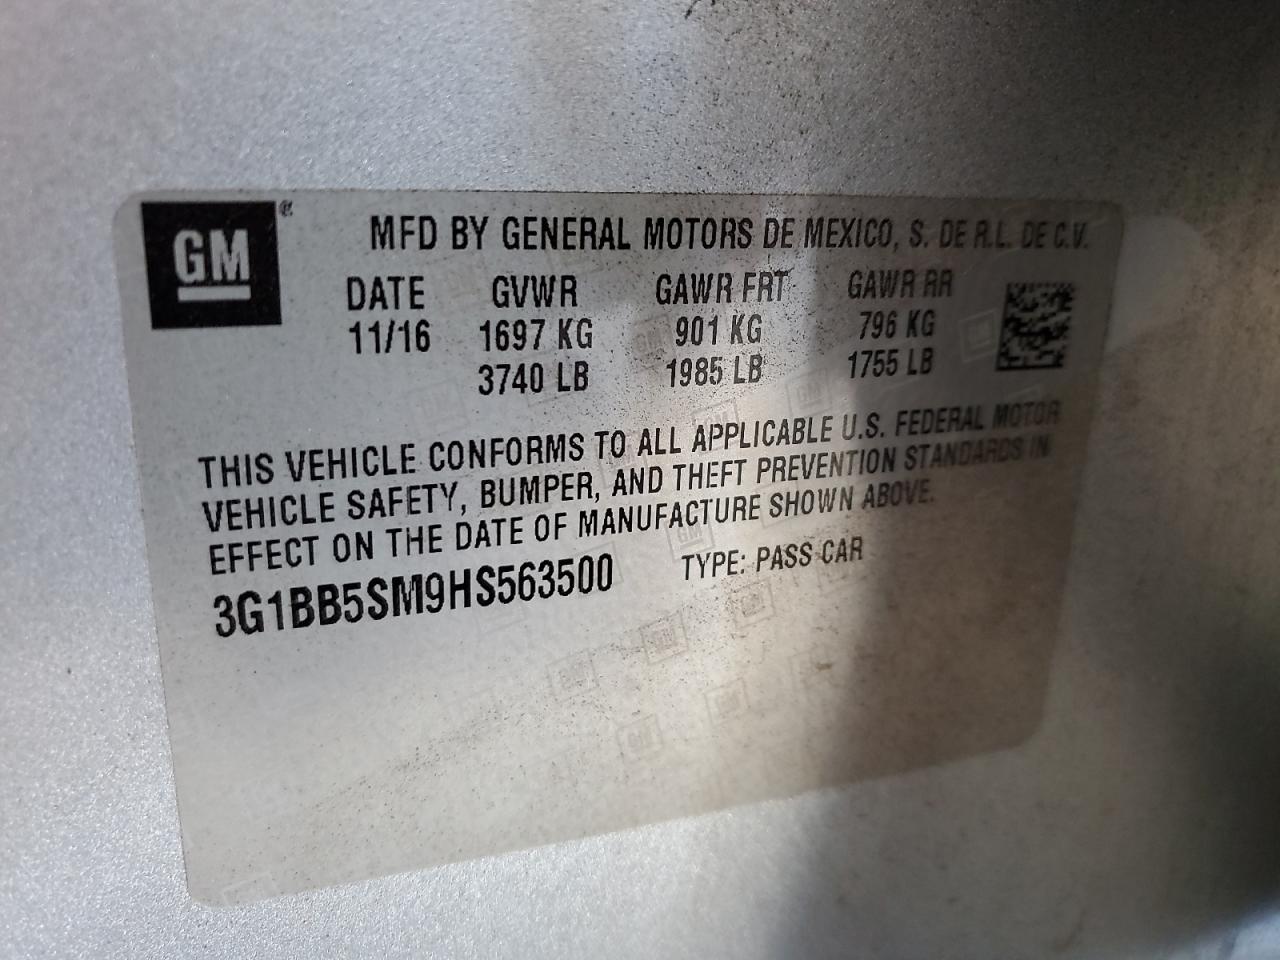 GM®
MFD BY GENERAL MOTORS DE MEXICO, S. DE R.L. DE C.V.
DATE GVWR GAWR FRT GAWR RR
11/16 1697 KG 901 KG 796 KG
3740 LB 1985 LB 1755 LB
THIS VEHICLE CONFORMS TO ALL APPLICABLE U.S. FEDERAL MOTOR
VEHICLE SAFETY, BUMPER, AND THEFT PREVENTION STANDARDS IN
EFFECT ON THE DATE OF MANUFACTURE SHOWN ABOVE.
3G1BB5SM9HS563500 TYPE: PASS CAR